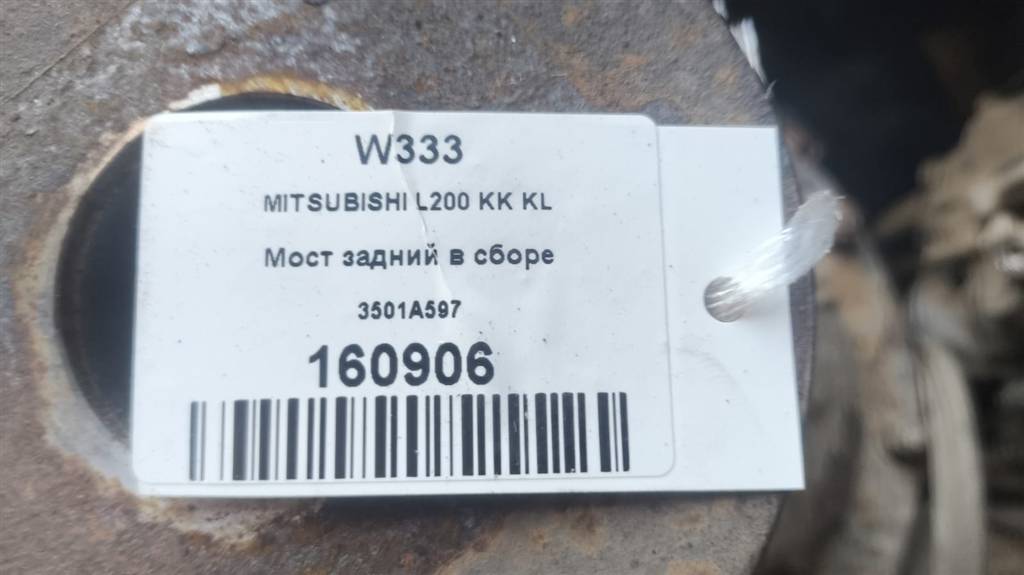 W333
MITSUBISHI L200 KK KL
Мост задний в сборе
3501A597
160906